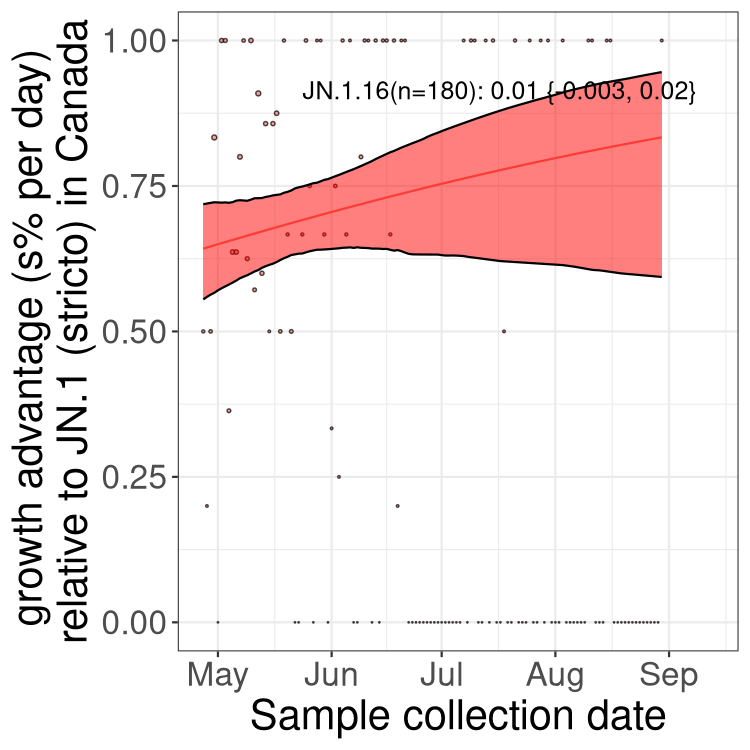 growth advantage (s% per day)
relative to JN.1 (stricto) in Canada
1.00
0.75
0.50
0.25
0.00
JN.1.16(n=180): 0.01 {-0.003, 0.02}
May Jun Jul Aug Sep
Sample collection date